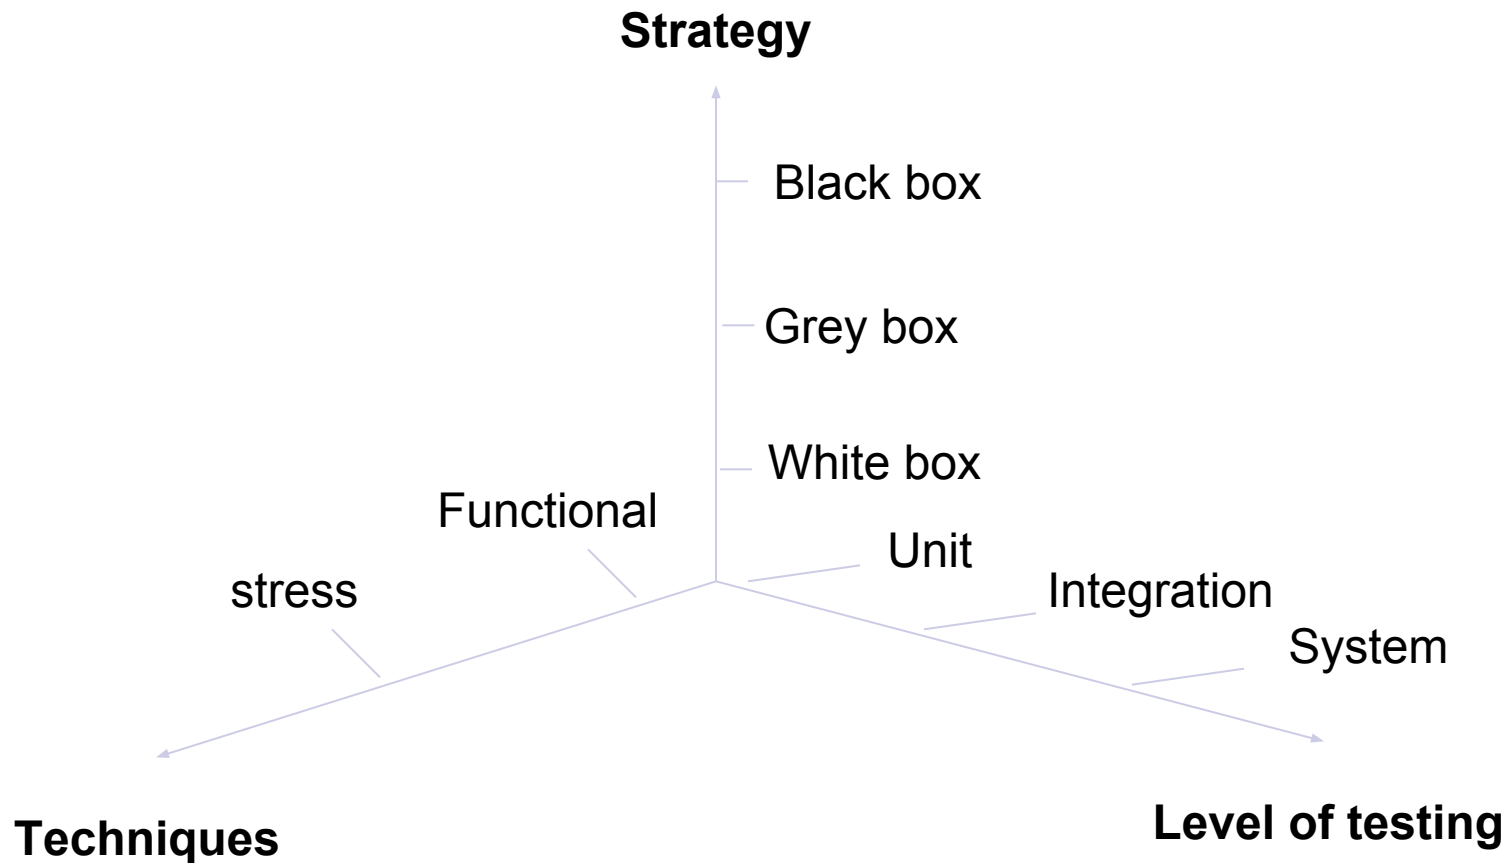 Strategy
Black box
Grey box
White box
Functional
Unit
stress
Integration
System
Techniques
Level of testing